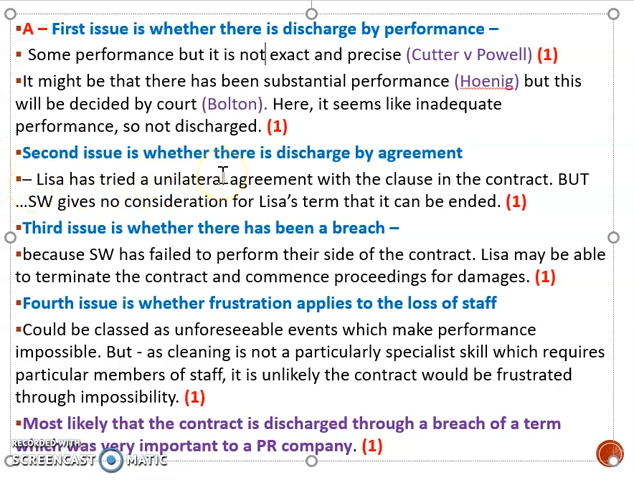 ▪A – First issue is whether there is discharge by performance –
▪ Some performance but it is not exact and precise (Cutter v Powell) (1)
▪It might be that there has been substantial performance (Hoenig) but this
will be decided by court (Bolton). Here, it seems like inadequate
performance, so not discharged. (1)
▪Second issue is whether there is discharge by agreement
▪– Lisa has tried a unilateral agreement with the clause in the contract. BUT
…SW gives no consideration for Lisa's term that it can be ended. (1)
▪Third issue is whether there has been a breach –
▪because SW has failed to perform their side of the contract. Lisa may be able
to terminate the contract and commence proceedings for damages. (1)
▪Fourth issue is whether frustration applies to the loss of staff
▪Could be classed as unforeseeable events which make performance
impossible. But - as cleaning is not a particularly specialist skill which requires
particular members of staff, it is unlikely the contract would be frustrated
through impossibility. (1)
▪Most likely that the contract is discharged through a breach of a term
which was very important to a PR company. (1)
RECORDED WITH
SCREENCAST MATIC